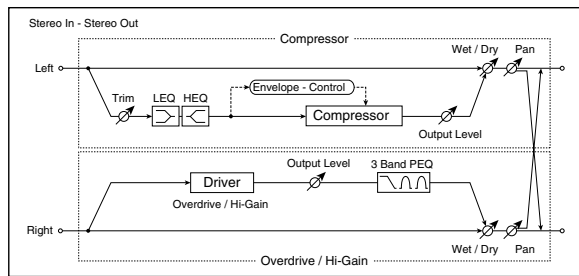 Stereo In - Stereo Out
Compressor
Wet / Dry
Pan
Left
Envelope - Control
Trim
LEQ
HEQ
Compressor
Output Level
Output Level
3 Band PEQ
Driver
Overdrive / Hi-Gain
Right
Wet / Dry
Pan
Overdrive / Hi-Gain